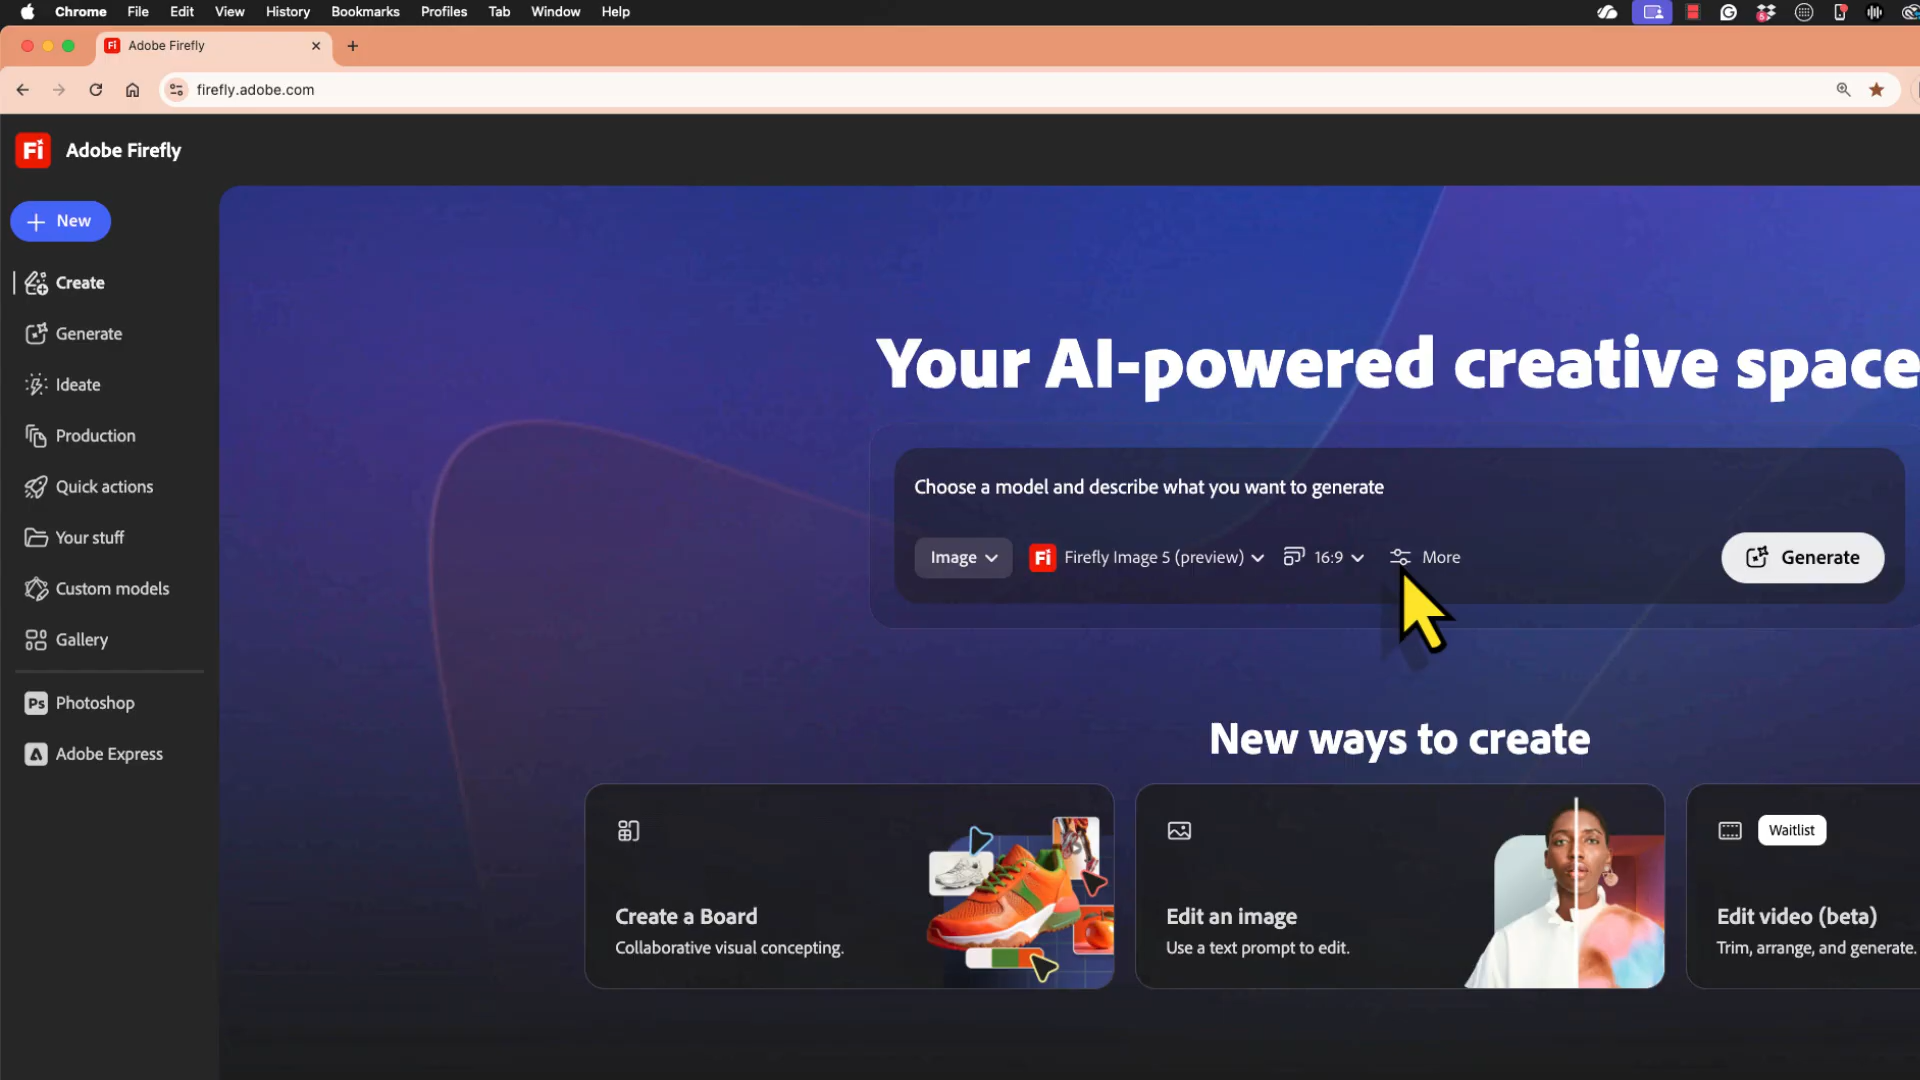 Chrome File Edit View History Bookmarks Profiles Tab Window Help
Adobe Firefly
firefly.adobe.com
Fi Adobe Firefly
New
Create
Generate
Ideate
Production
Quick actions
Your stuff
Custom models
Gallery
Ps Photoshop
Adobe Express
Your AI-powered creative space
Choose a model and describe what you want to generate
Image Fi Firefly Image 5 (preview) 16:9 More Generate
New ways to create
Create a Board
Collaborative visual concepting.
Edit an image
Use a text prompt to edit.
Waitlist
Edit video (beta)
Trim, arrange, and generate.